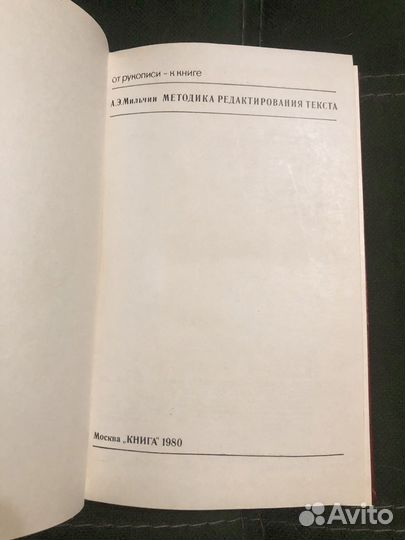 от рукописи – к книге
А.Э.Мильчин МЕТОДИКА РЕДАКТИРОВАНИЯ ТЕКСТА
Москва „КНИГА" 1980
Avito